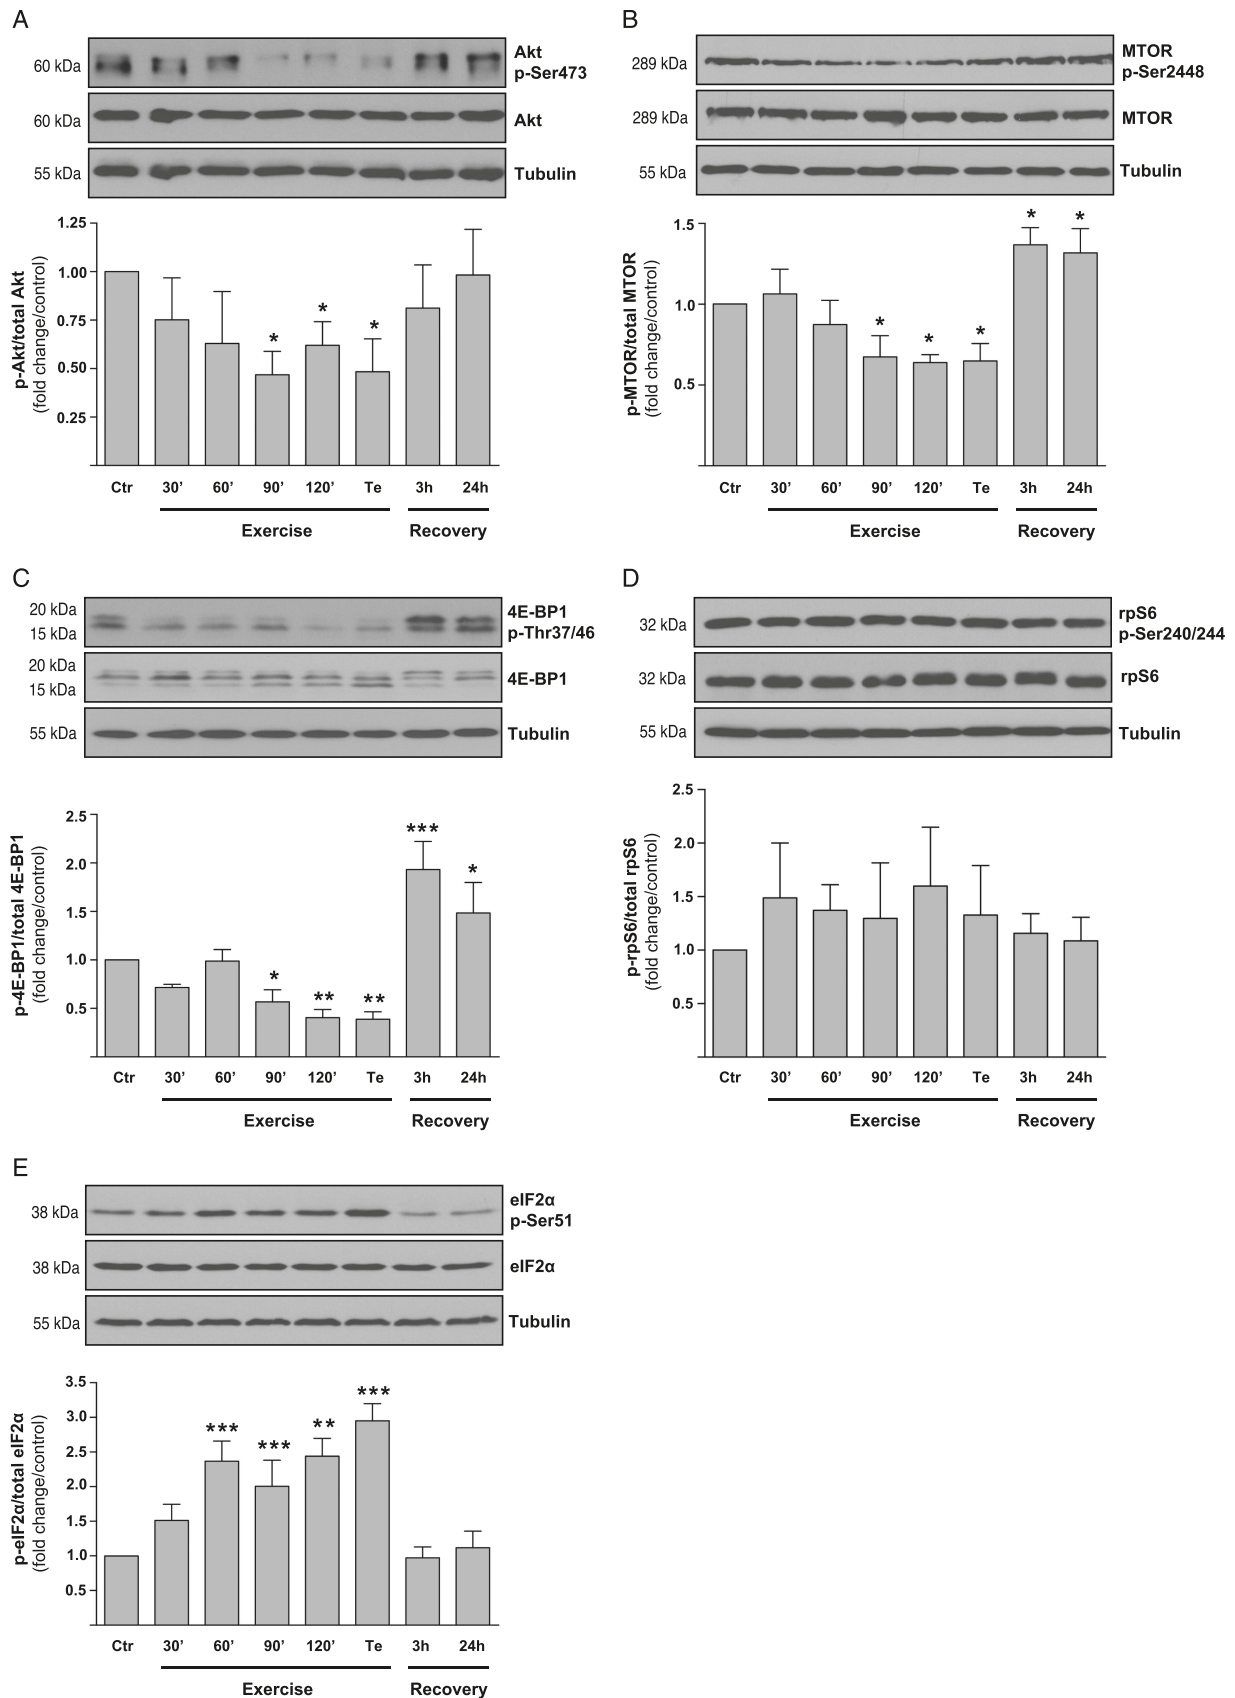 A
60 kDa
Akt
p-Ser473
60 kDa
Akt
55 kDa
Tubulin
p-Akt/total Akt
(fold change/control)
1.25
1.00
0.75
0.50
0.25
* * *
Ctr 30’ 60’ 90’ 120’ Te 3h 24h
Exercise Recovery
B
289 kDa
MTOR
p-Ser2448
289 kDa
MTOR
55 kDa
Tubulin
p-MTOR/total MTOR
(fold change/control)
1.5
1.0
0.5
* * * * *
Ctr 30’ 60’ 90’ 120’ Te 3h 24h
Exercise Recovery
C
20 kDa
15 kDa
4E-BP1
p-Thr37/46
20 kDa
15 kDa
4E-BP1
55 kDa
Tubulin
p-4E-BP1/total 4E-BP1
(fold change/control)
2.5
2.0
1.5
1.0
0.5
* ** ** *** *
Ctr 30’ 60’ 90’ 120’ Te 3h 24h
Exercise Recovery
D
32 kDa
rpS6
p-Ser240/244
32 kDa
rpS6
55 kDa
Tubulin
p-rpS6/total rpS6
(fold change/control)
2.5
2.0
1.5
1.0
0.5
Ctr 30’ 60’ 90’ 120’ Te 3h 24h
Exercise Recovery
E
38 kDa
eIF2α
p-Ser51
38 kDa
eIF2α
55 kDa
Tubulin
p-eIF2α/total eIF2α
(fold change/control)
3.5
3.0
2.5
2.0
1.5
1.0
0.5
*** *** ** ***
Ctr 30’ 60’ 90’ 120’ Te 3h 24h
Exercise Recovery